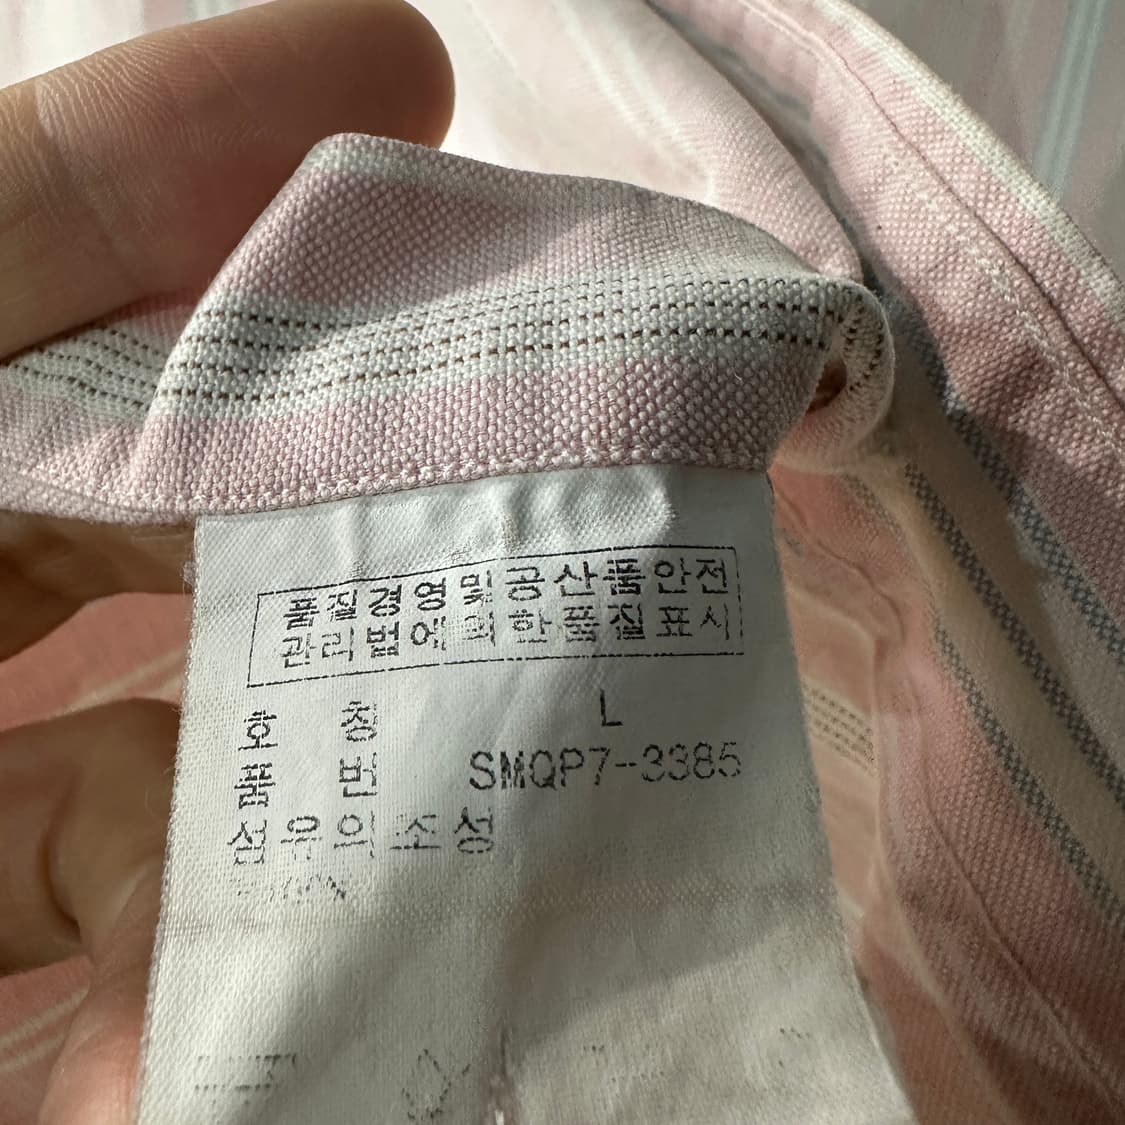 품질경영및공산품안전
관리법에의한품질표시
호 칭 L
품 번 SMQP7-3385
섬유의조성